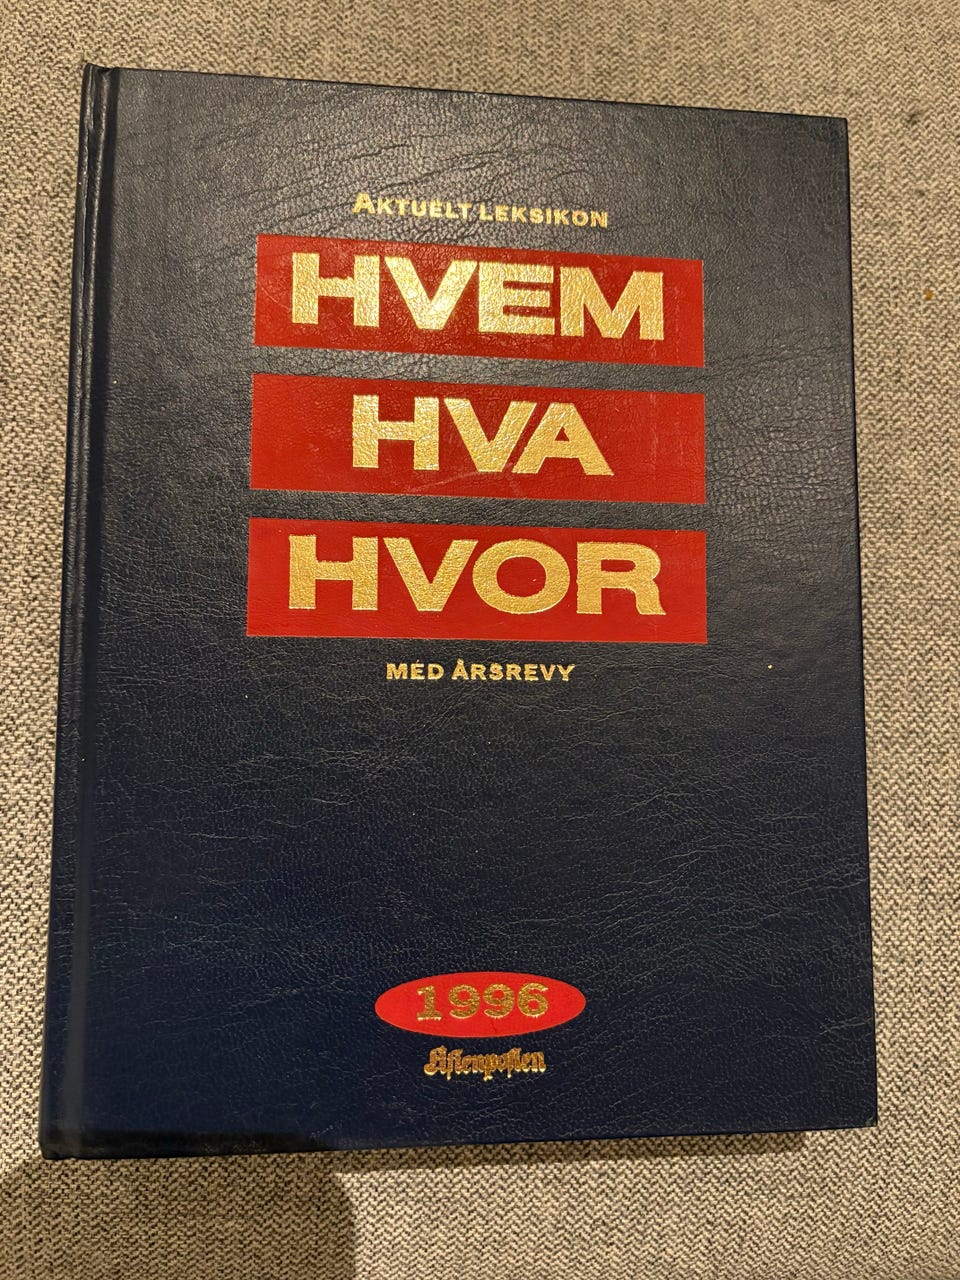 AKTUELT LEKSIKON
HVEM
HVA
HVOR
MED ÅRSREVY
1996
Aftenposten